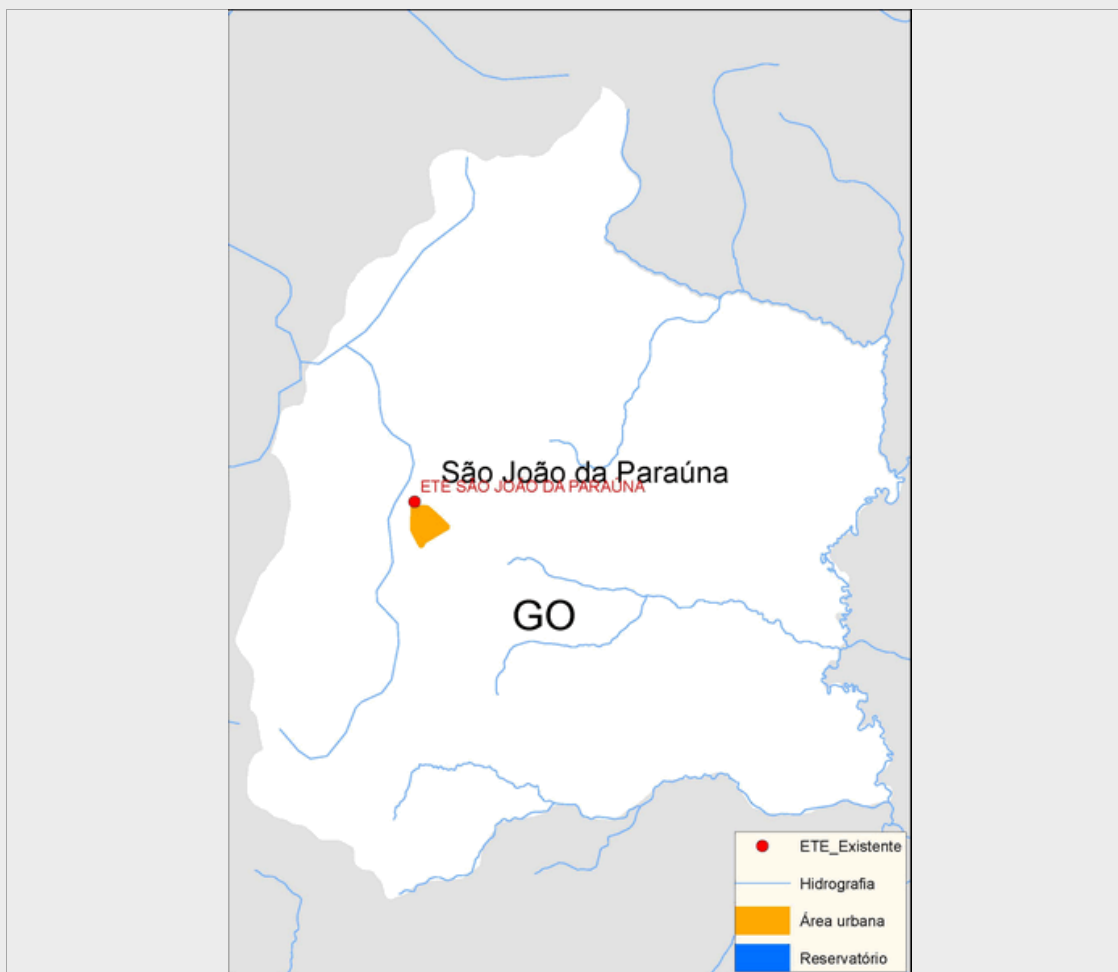 São João da Paraúna
ETE SÃO JOÃO DA PARAÚNA
GO
ETE_Existente
Hidrografia
Área urbana
Reservatório